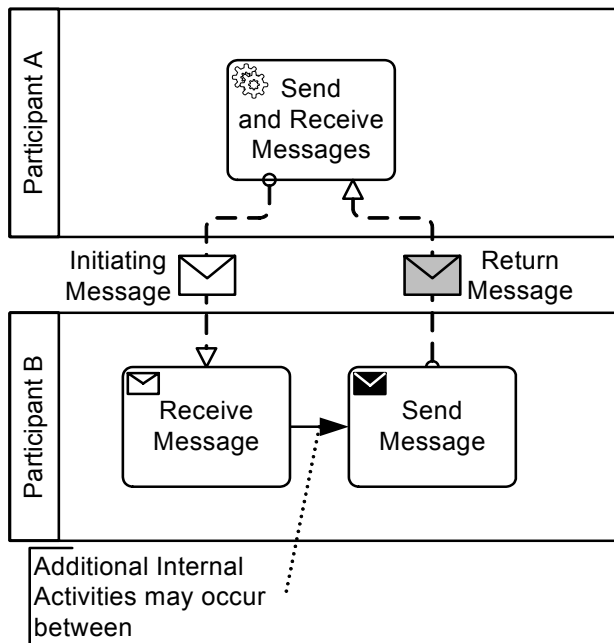 Participant A
Send
and Receive
Messages
Initiating
Message
Return
Message
Participant B
Receive
Message
Send
Message
Additional Internal
Activities may occur
between